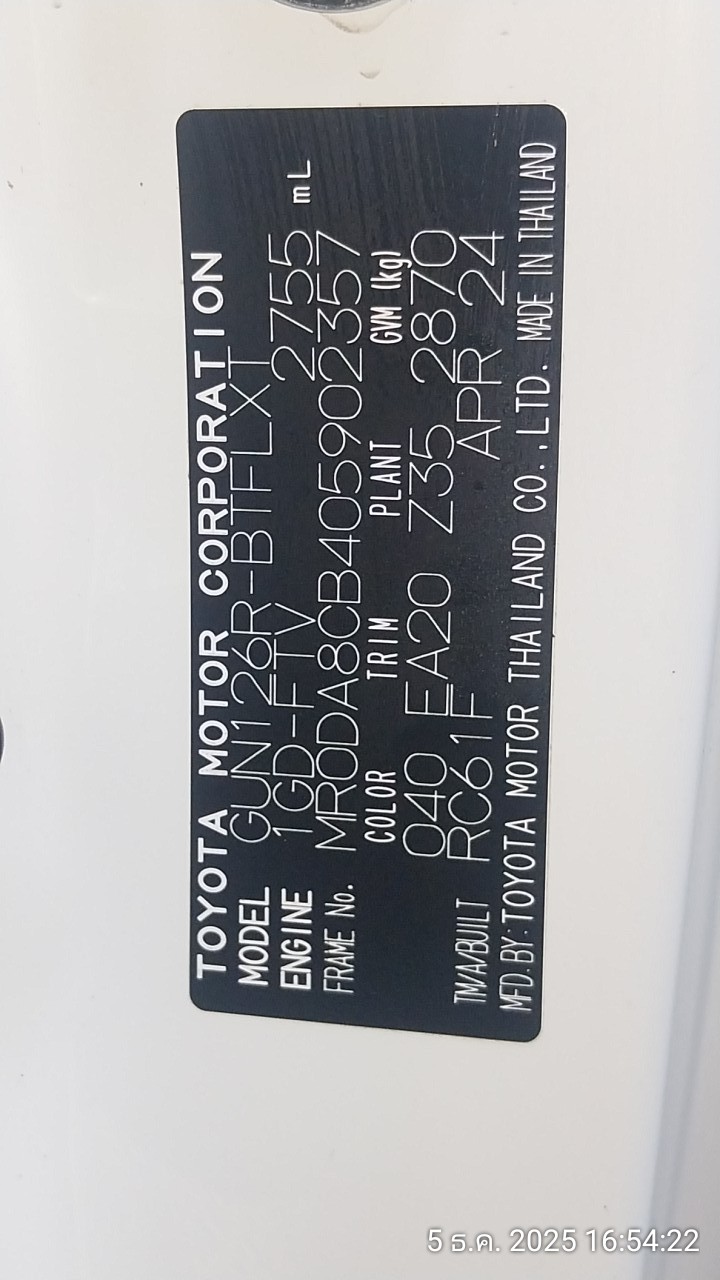 TOYOTA MOTOR CORPORATION
MODEL GUN126R-BTFLXT
ENGINE 1GD-FTV 2755 mL
FRAME No. MR0DA8CB405902357
COLOR TRIM PLANT GVM (kg)
040 EA20 Z35 2870
TM/A/BUILT RC61F APR 24
MFD.BY:TOYOTA MOTOR THAILAND CO.,LTD. MADE IN THAILAND
5 ธ.ค. 2025 16:54:22